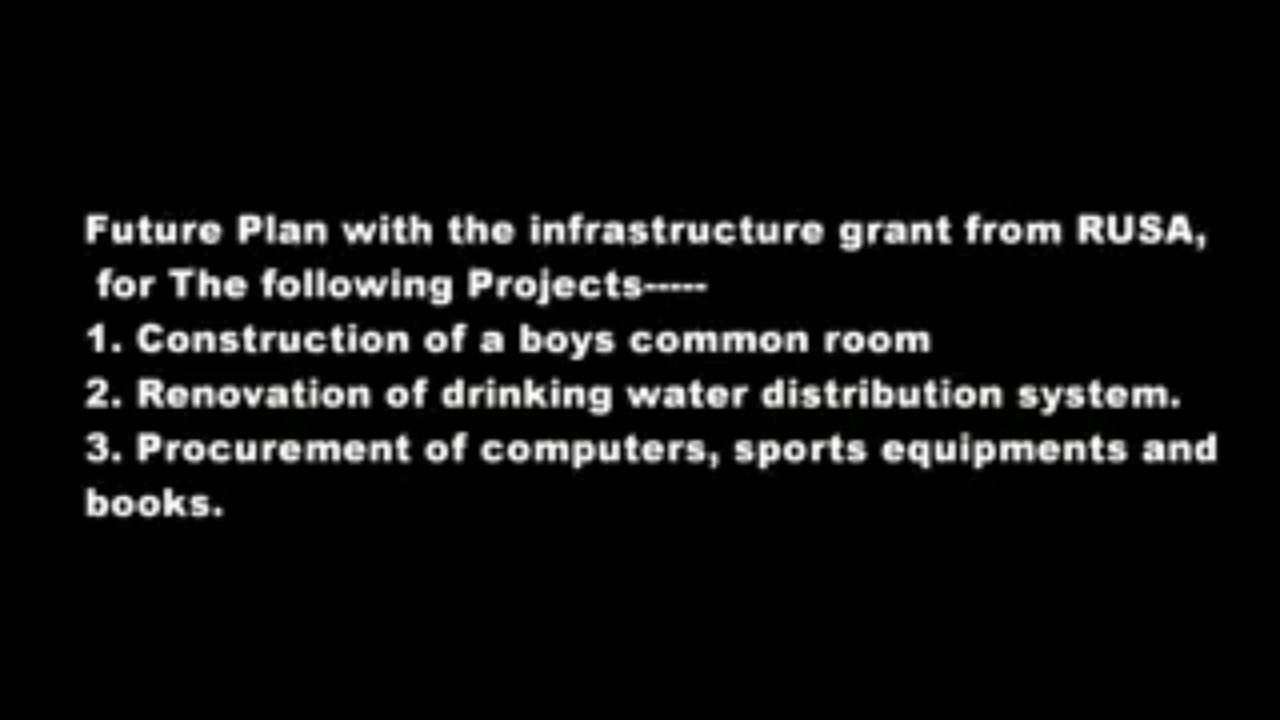 Future Plan with the infrastructure grant from RUSA,
for The following Projects-----
1. Construction of a boys common room
2. Renovation of drinking water distribution system.
3. Procurement of computers, sports equipments and
books.